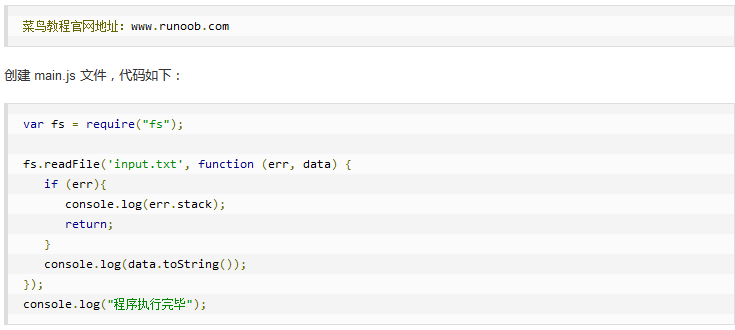 菜鸟教程官网地址：www.runoob.com
创建 main.js 文件，代码如下：
var fs = require("fs");
fs.readFile('input.txt', function (err, data) {
   if (err){
      console.log(err.stack);
      return;
   }
   console.log(data.toString());
});
console.log("程序执行完毕");